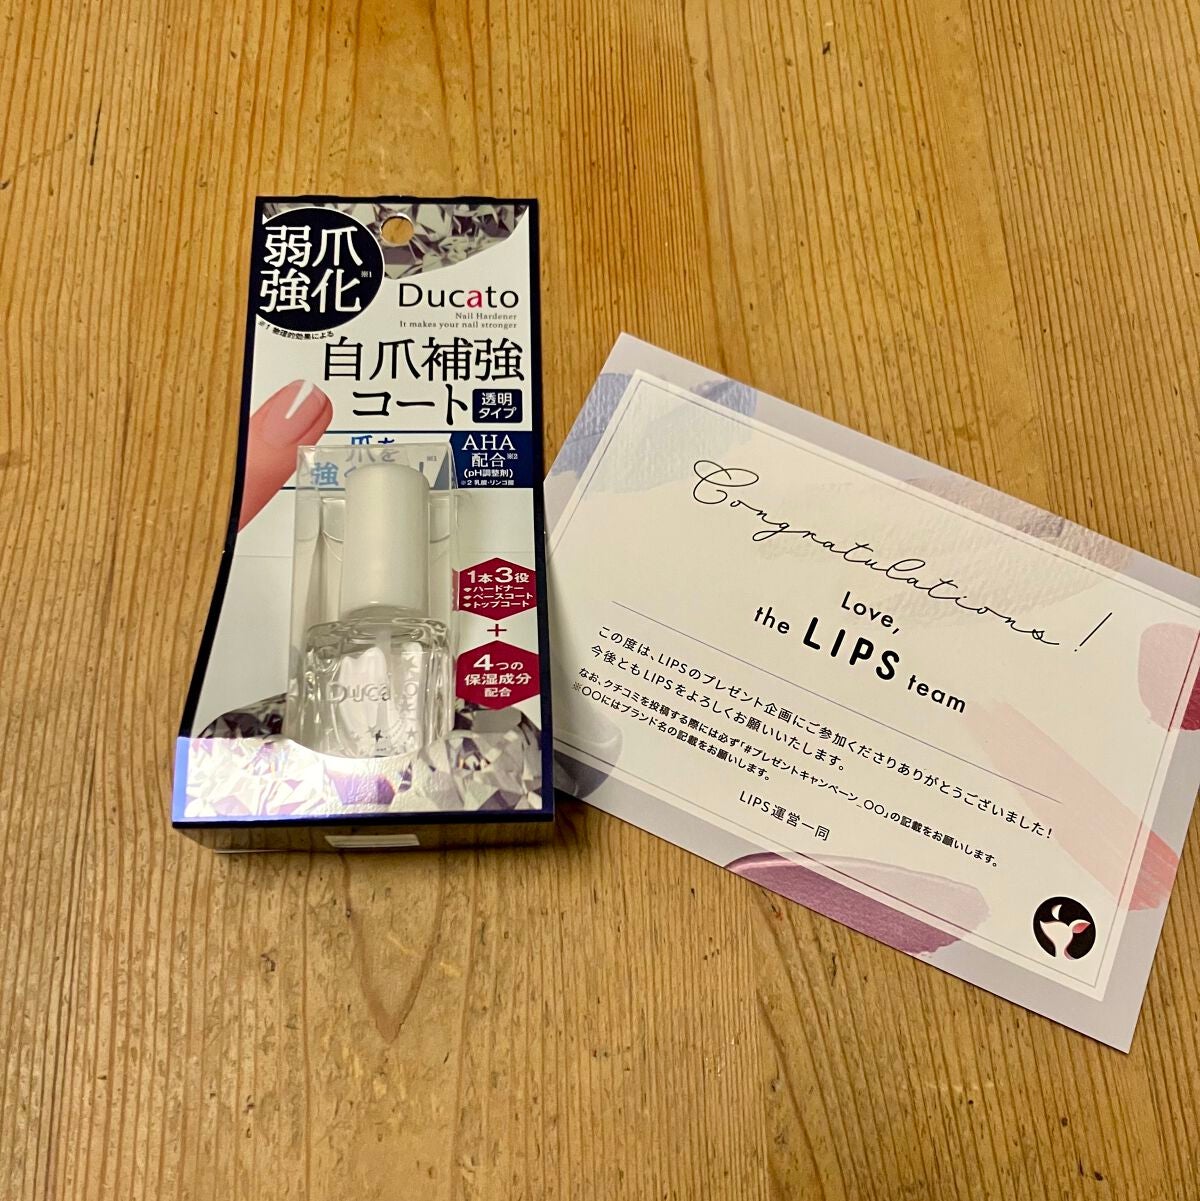 弱爪
強化※1
※1 物理的効果による
Ducato
Nail Hardener
It makes your nail stronger
自爪補強
コート
透明
タイプ
爪を
強く
※1
AHA
配合※2
(pH調整剤)
※2 乳酸・リンゴ酸
1本3役
ハードナー
ベースコート
トップコート
+
4つの
保湿成分
配合
Ducato
Congratulations!
Love,
the LIPS team
この度は、LIPSのプレゼント企画にご参加くださりありがとうございました！
今後ともLIPSをよろしくお願いいたします。
なお、クチコミを投稿する際には必ず「#プレゼントキャンペーン_〇〇」の記載をお願いします。
※〇〇にはブランド名の記載をお願いします。
LIPS運営一同